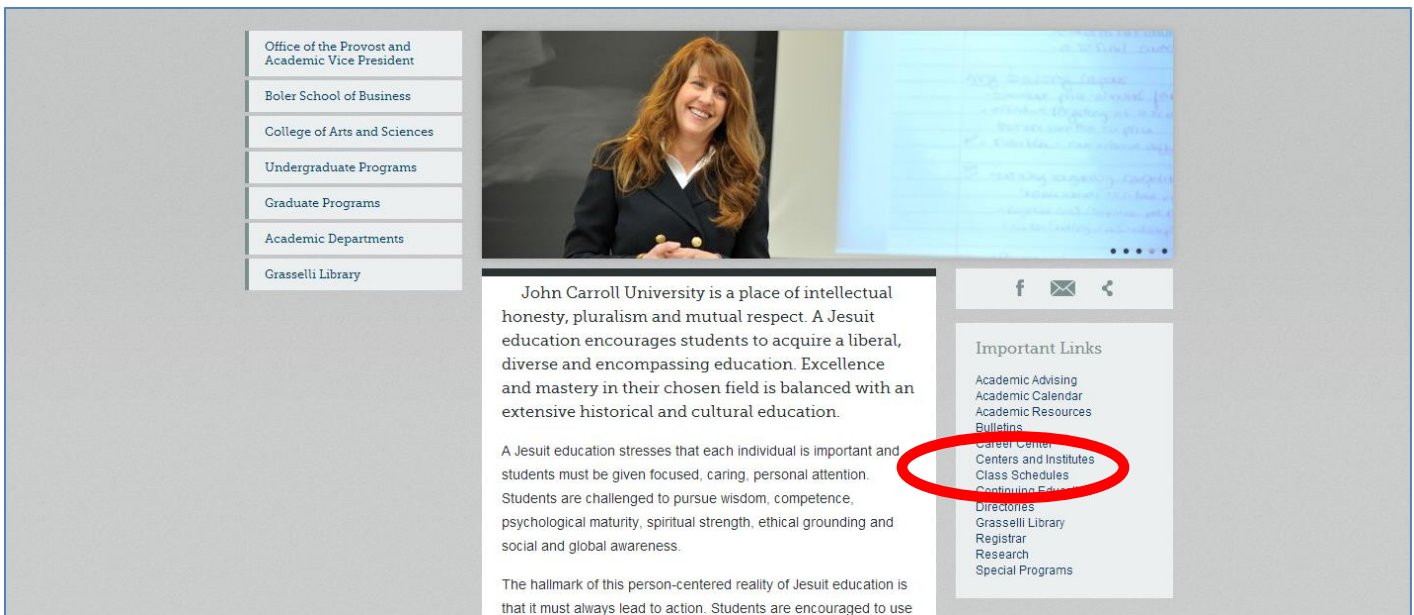 Office of the Provost and
Academic Vice President
Boler School of Business
College of Arts and Sciences
Undergraduate Programs
Graduate Programs
Academic Departments
Grasselli Library
John Carroll University is a place of intellectual
honesty, pluralism and mutual respect. A Jesuit
education encourages students to acquire a liberal,
diverse and encompassing education. Excellence
and mastery in their chosen field is balanced with an
extensive historical and cultural education.
A Jesuit education stresses that each individual is important and
students must be given focused, caring, personal attention.
Students are challenged to pursue wisdom, competence,
psychological maturity, spiritual strength, ethical grounding and
social and global awareness.
The hallmark of this person-centered reality of Jesuit education is
that it must always lead to action. Students are encouraged to use
Important Links
Academic Advising
Academic Calendar
Academic Resources
Bulletins
Career Center
Centers and Institutes
Class Schedules
Continuing Education
Directories
Grasselli Library
Registrar
Research
Special Programs